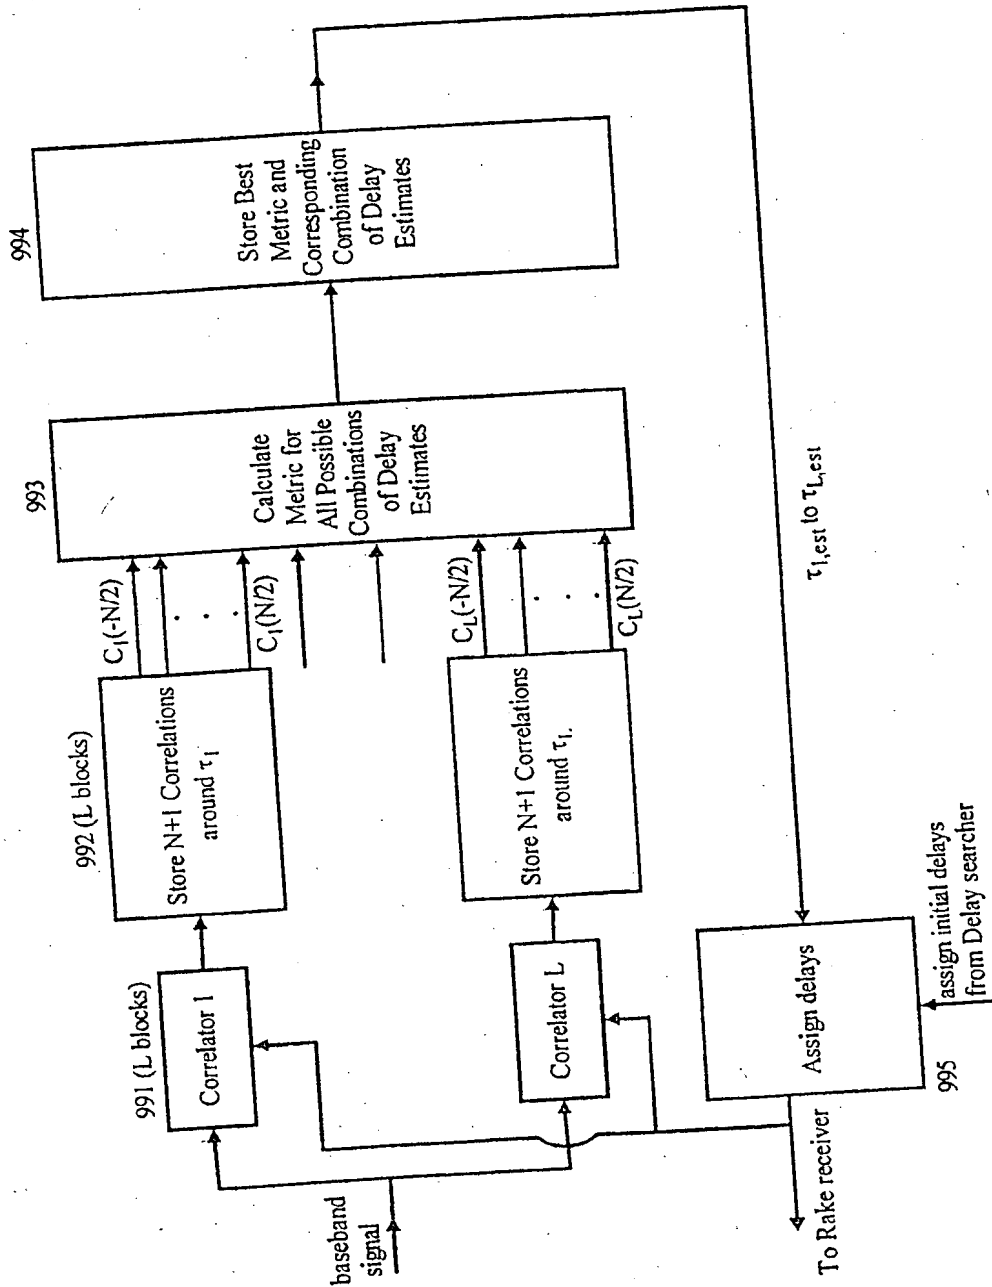 991 (L blocks)
Correlator 1
992 (L blocks)
Store N+1 Correlations
around τ1
C1(-N/2)
.
.
.
C1(N/2)
993
Calculate
Metric for
All Possible
Combinations
of Delay
Estimates
994
Store Best
Metric and
Corresponding
Combination
of Delay
Estimates
baseband
signal
Correlator L
Store N+1 Correlations
around τL
CL(-N/2)
.
.
.
CL(N/2)
τ1,est to τL,est
To Rake receiver
Assign delays
995
assign initial delays
from Delay searcher